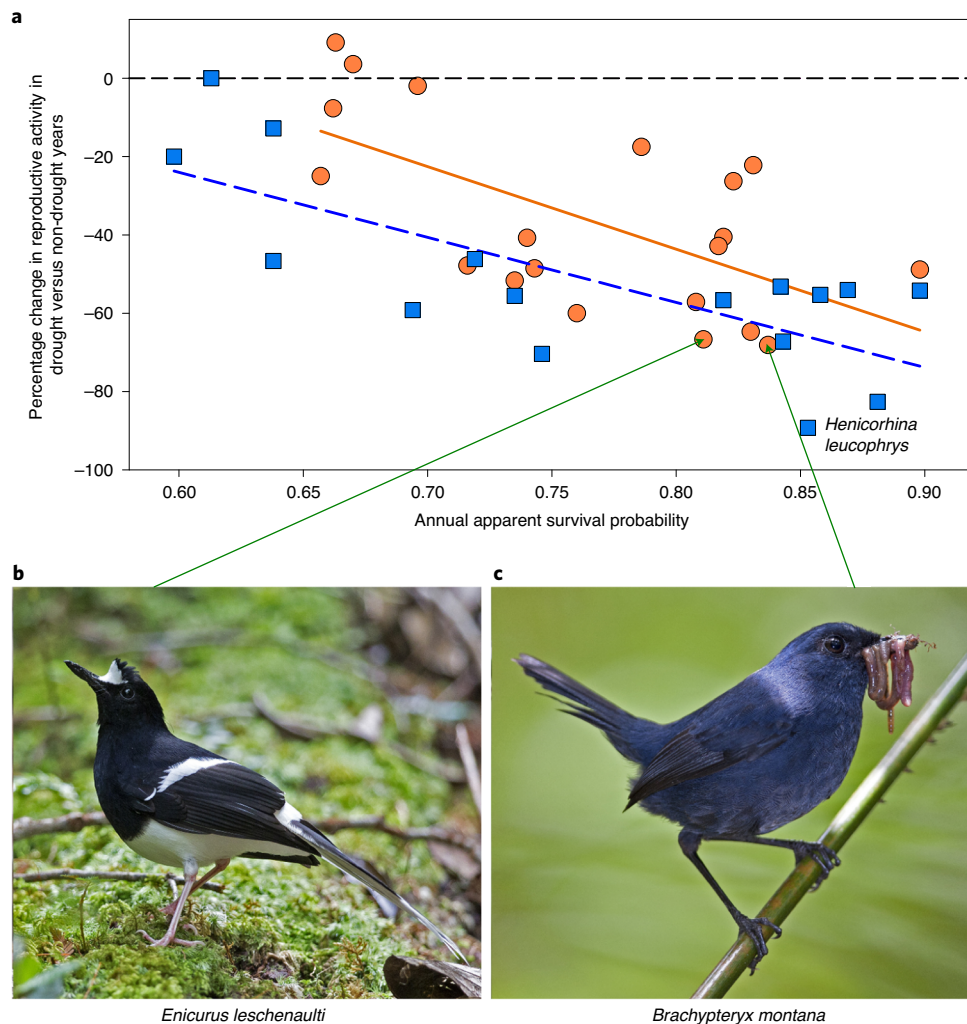 a
Percentage change in reproductive activity in
drought versus non-drought years
0
–20
–40
–60
–80
–100
Henicorhina
leucophrys
0.60 0.65 0.70 0.75 0.80 0.85 0.90
Annual apparent survival probability
b
c
Enicurus leschenaulti
Brachypteryx montana